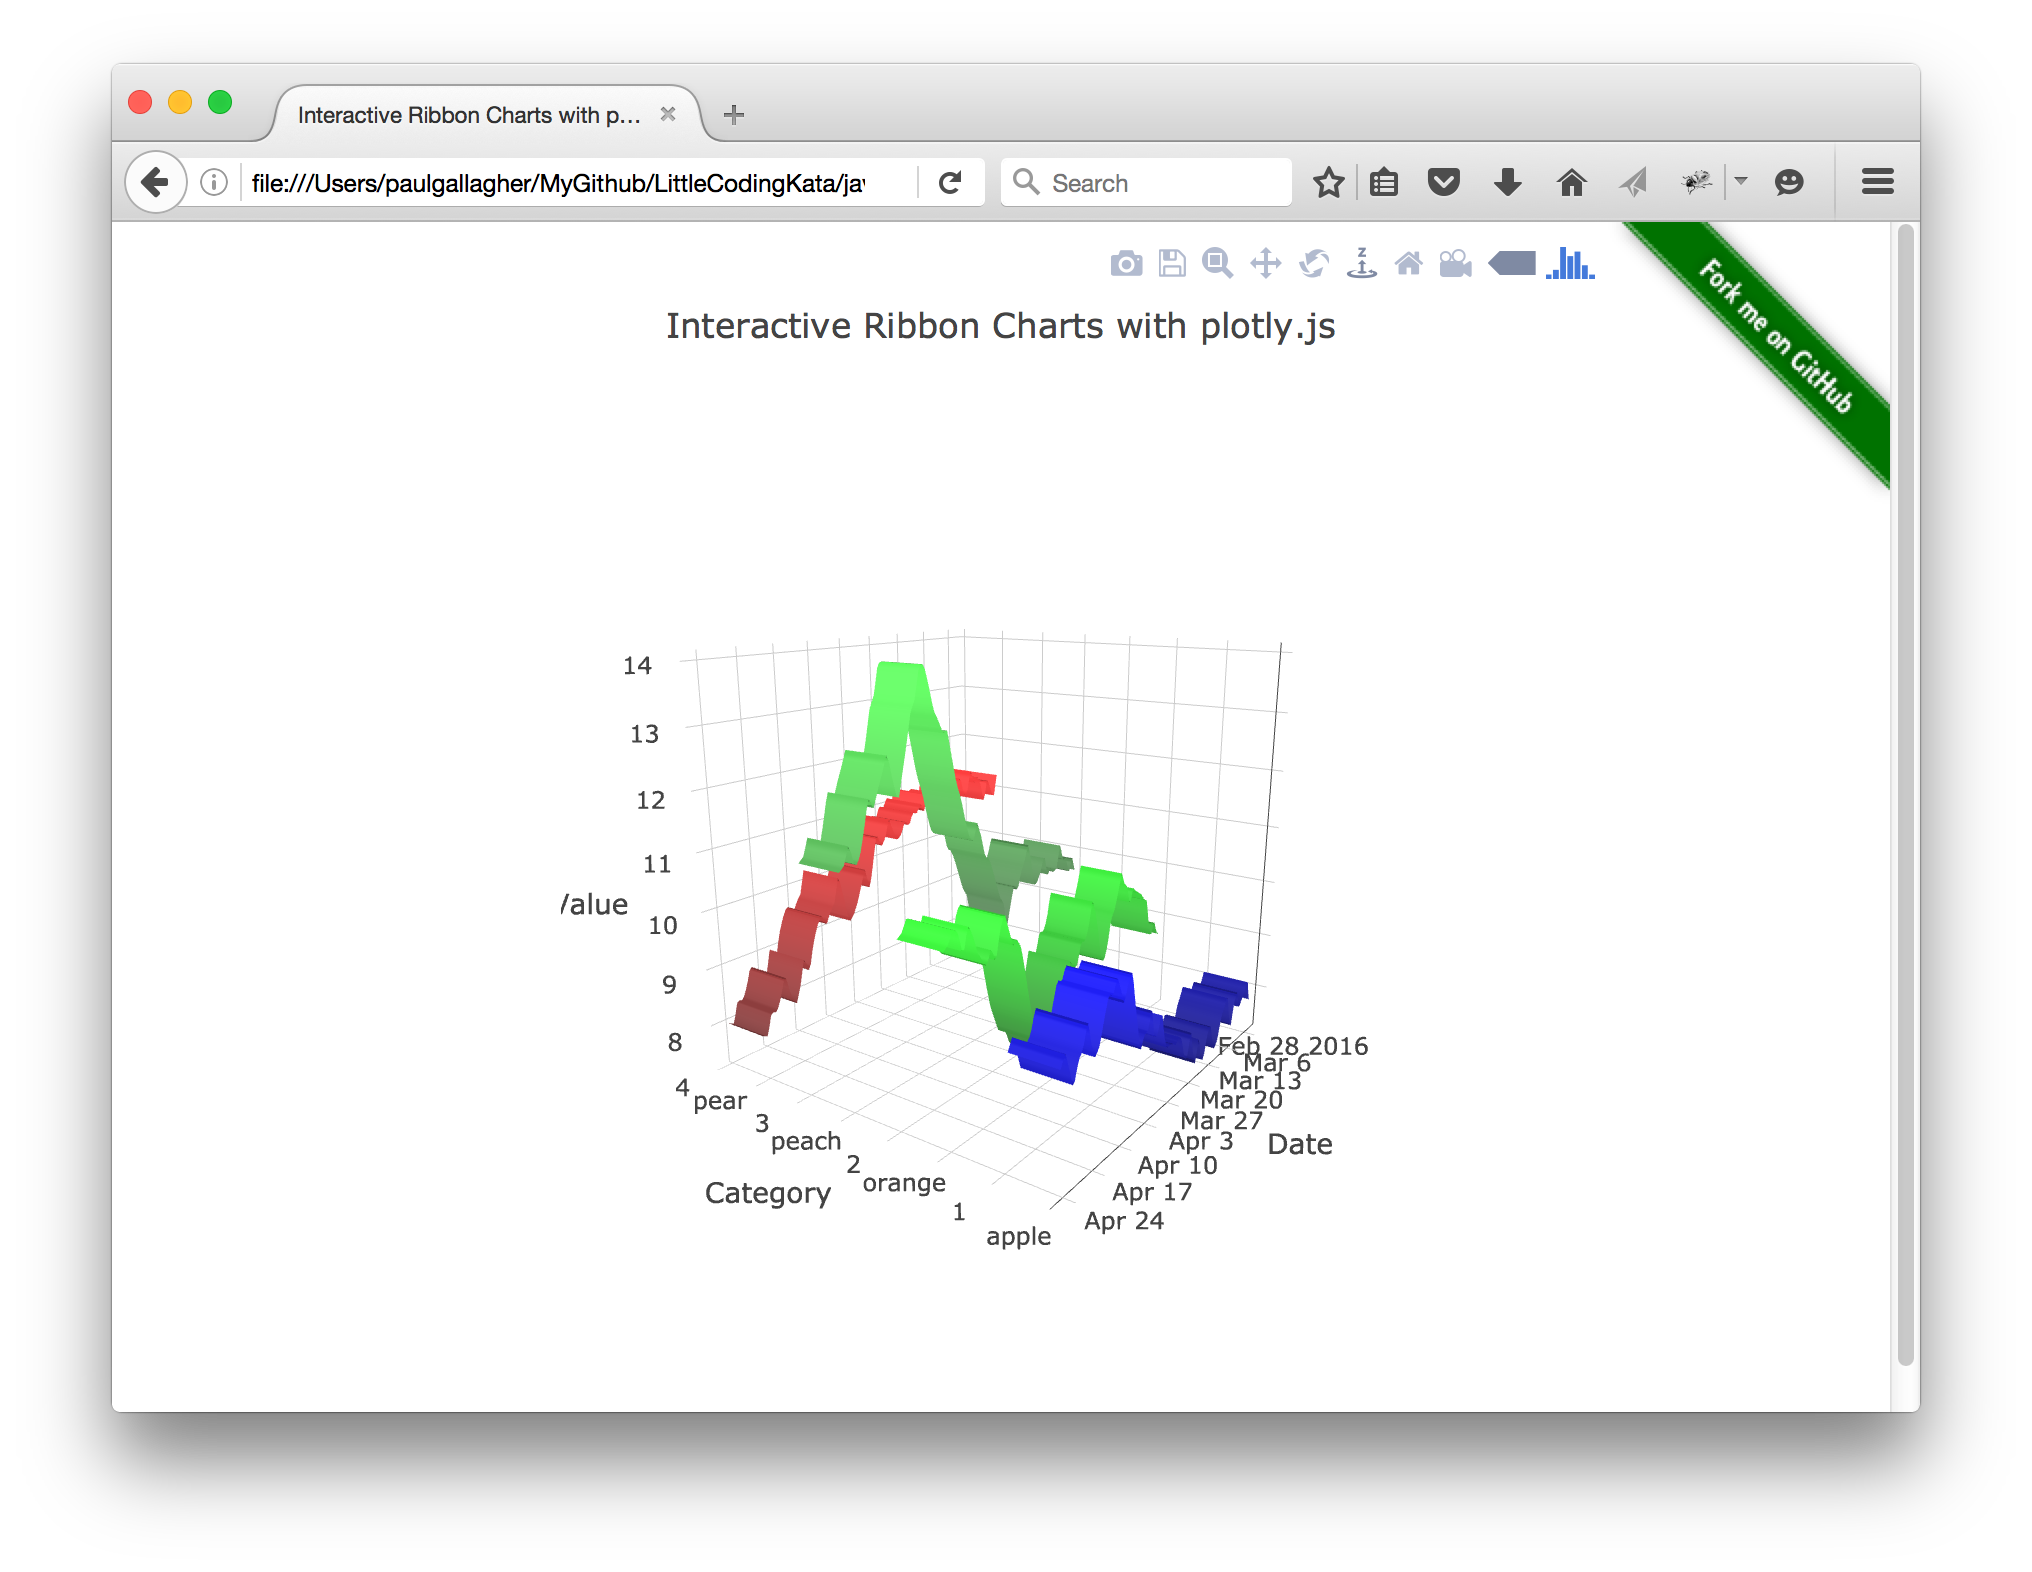 Interactive Ribbon Charts with p...
file:///Users/paulgallagher/MyGithub/LittleCodingKata/jav
Search
Fork me on GitHub
Interactive Ribbon Charts with plotly.js
Z
14
13
12
11
10
9
8
Value
4
pear
3
peach
2
orange
1
apple
Category
Feb 28 2016
Mar 6
Mar 13
Mar 20
Mar 27
Apr 3
Apr 10
Apr 17
Apr 24
Date